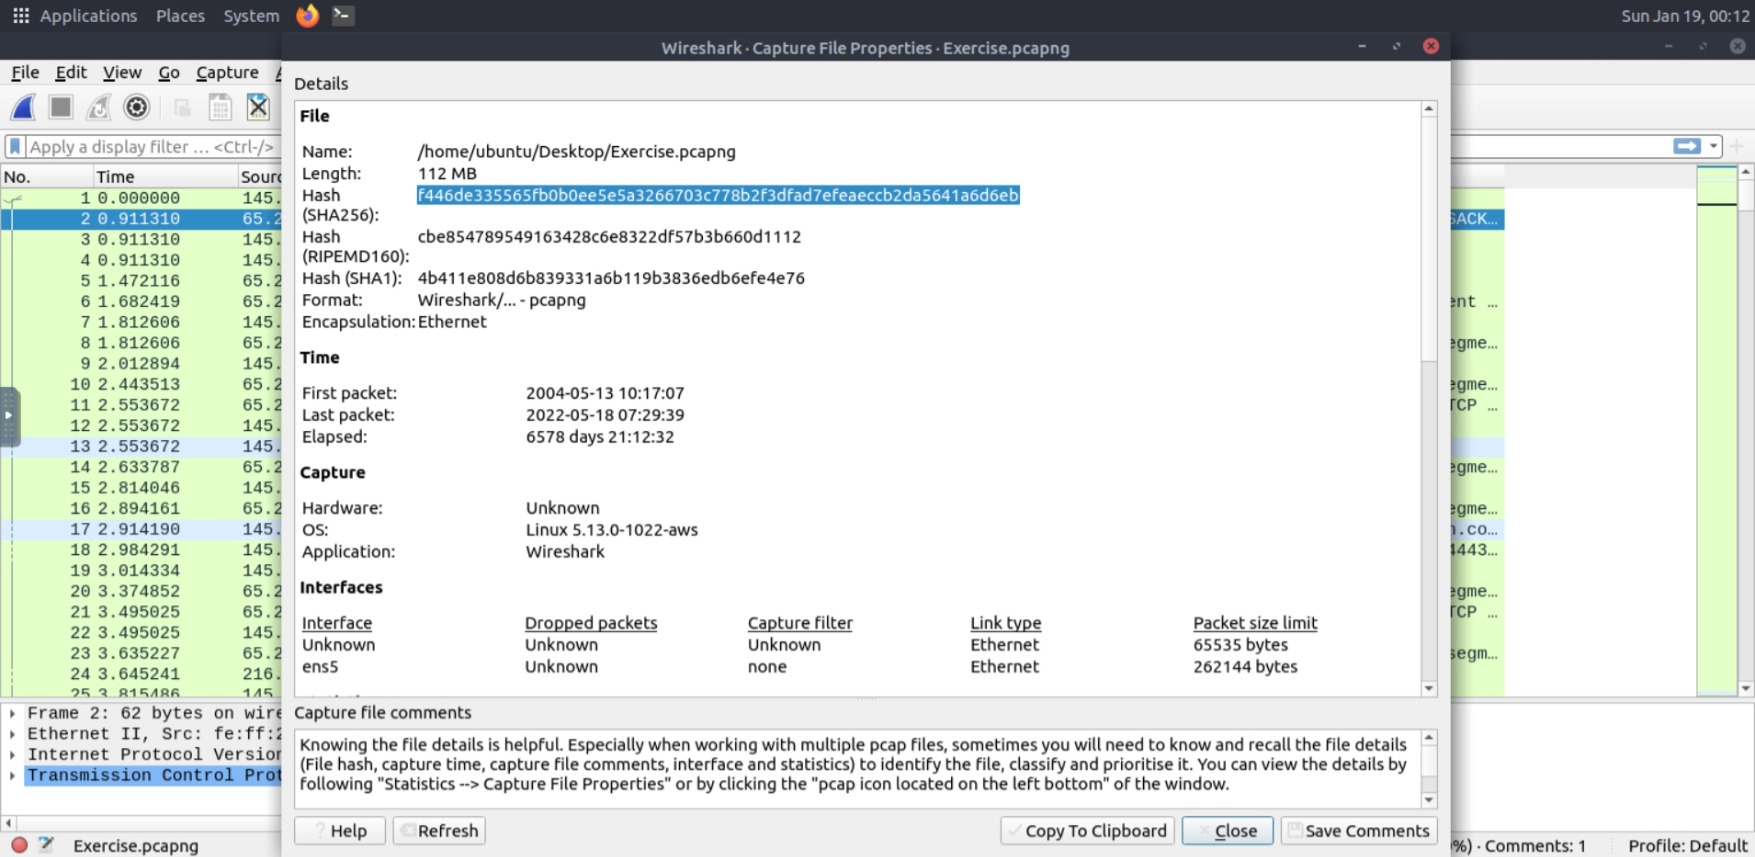 Applications Places System
Sun Jan 19, 00:12
Wireshark · Capture File Properties · Exercise.pcapng
File Edit View Go Capture
Apply a display filter … <Ctrl-/>
No. Time
1 0.000000 145.
2 0.911310 65.2
3 0.911310 145.
4 0.911310 145.
5 1.472116 65.2
6 1.682419 65.2
7 1.812606 145.
8 1.812606 65.2
9 2.012894 145.
10 2.443513 65.2
11 2.553672 65.2
12 2.553672 145.
13 2.553672 145.
14 2.633787 65.2
15 2.814046 145.
16 2.894161 65.2
17 2.914190 145.
18 2.984291 145.
19 3.014334 145.
20 3.374852 65.2
21 3.495025 65.2
22 3.495025 145.
23 3.635227 65.2
24 3.645241 216.
25 3.815486 145
Frame 2: 62 bytes on wire
Ethernet II, Src: fe:ff:2
Internet Protocol Version
Transmission Control Prot
Exercise.pcapng
Details
File
Name: /home/ubuntu/Desktop/Exercise.pcapng
Length: 112 MB
Hash (SHA256): f446de335565fb0b0ee5e5a3266703c778b2f3dfad7efeaeccb2da5641a6d6eb
Hash (RIPEMD160): cbe854789549163428c6e8322df57b3b660d1112
Hash (SHA1): 4b411e808d6b839331a6b119b3836edb6efe4e76
Format: Wireshark/... - pcapng
Encapsulation: Ethernet
Time
First packet: 2004-05-13 10:17:07
Last packet: 2022-05-18 07:29:39
Elapsed: 6578 days 21:12:32
Capture
Hardware: Unknown
OS: Linux 5.13.0-1022-aws
Application: Wireshark
Interfaces
Interface Dropped packets Capture filter Link type Packet size limit
Unknown Unknown Unknown Ethernet 65535 bytes
ens5 Unknown none Ethernet 262144 bytes
Capture file comments
Knowing the file details is helpful. Especially when working with multiple pcap files, sometimes you will need to know and recall the file details
(File hash, capture time, capture file comments, interface and statistics) to identify the file, classify and prioritise it. You can view the details by
following "Statistics --> Capture File Properties" or by clicking the "pcap icon located on the left bottom" of the window.
Help Refresh Copy To Clipboard Close Save Comments
Comments: 1 Profile: Default